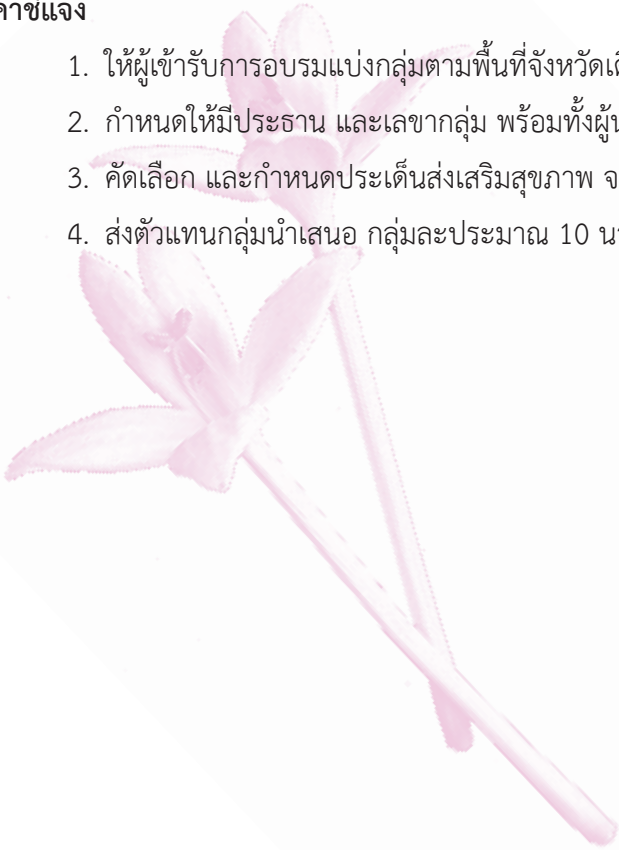 คำชี้แจง
1. ให้ผู้เข้ารับการอบรมแบ่งกลุ่มตามพื้นที่จังหวัด
2. กำหนดให้มีประธาน และเลขากลุ่ม พร้อมทั้ง
3. คัดเลือก และกำหนดประเด็นส่งเสริมสุขภาพ
4. ส่งตัวแทนกลุ่มนำเสนอ กลุ่มละประมาณ 10